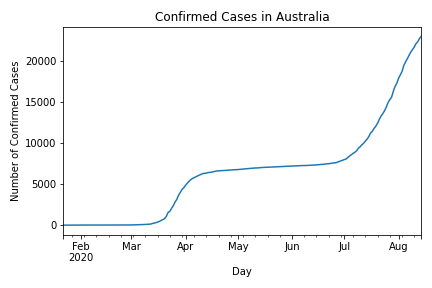 Confirmed Cases in Australia
Number of Confirmed Cases
20000
15000
10000
5000
0
Feb Mar Apr May Jun Jul Aug
2020
Day